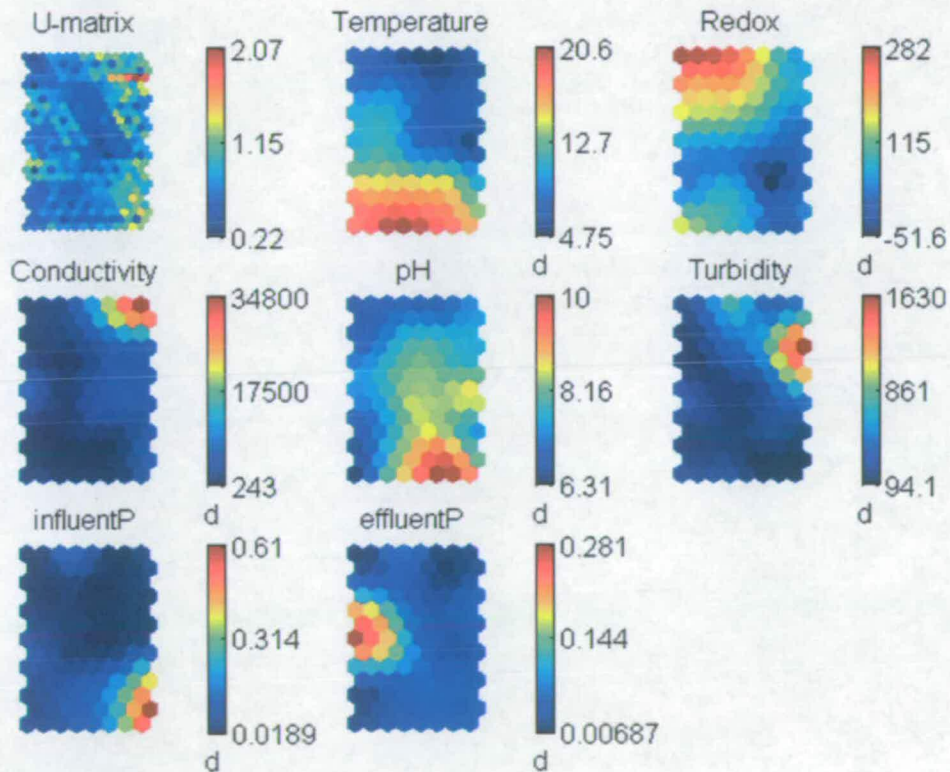 U-matrix
2.07
1.15
0.22
Temperature
20.6
12.7
4.75
d
Redox
282
115
-51.6
d
Conductivity
34800
17500
243
d
pH
10
8.16
6.31
d
Turbidity
1630
861
94.1
d
influentP
0.61
0.314
0.0189
d
effluentP
0.281
0.144
0.00687
d